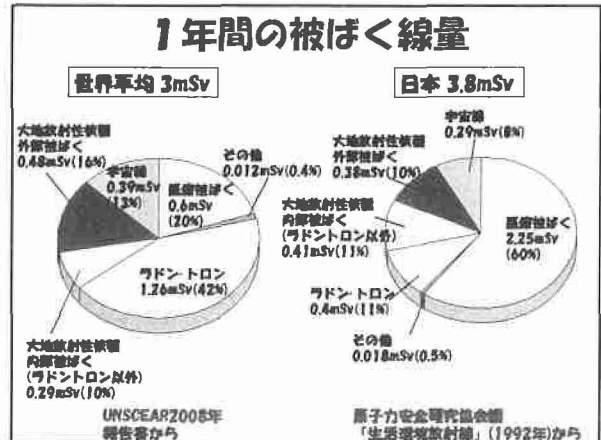 1年間の被ばく線量
世界平均 3mSv
大地放射性核種
外部被ばく
0.48mSv(16%)
宇宙線
0.39mSv
(13%)
医療被ばく
0.6mSv
(20%)
その他
0.012mSv(0.4%)
ラドン・トロン
1.26mSv(42%)
大地放射性核種
内部被ばく
(ラドントロン以外)
0.29mSv(10%)
UNSCEAR2008年
報告書から
日本 3.8mSv
宇宙線
0.29mSv(8%)
大地放射性核種
外部被ばく
0.38mSv(10%)
大地放射性核種
内部被ばく
(ラドントロン以外)
0.41mSv(11%)
ラドン・トロン
0.4mSv(11%)
その他
0.018mSv(0.5%)
医療被ばく
2.25mSv
(60%)
原子力安全研究協会編
「生活環境放射線」(1992年)から